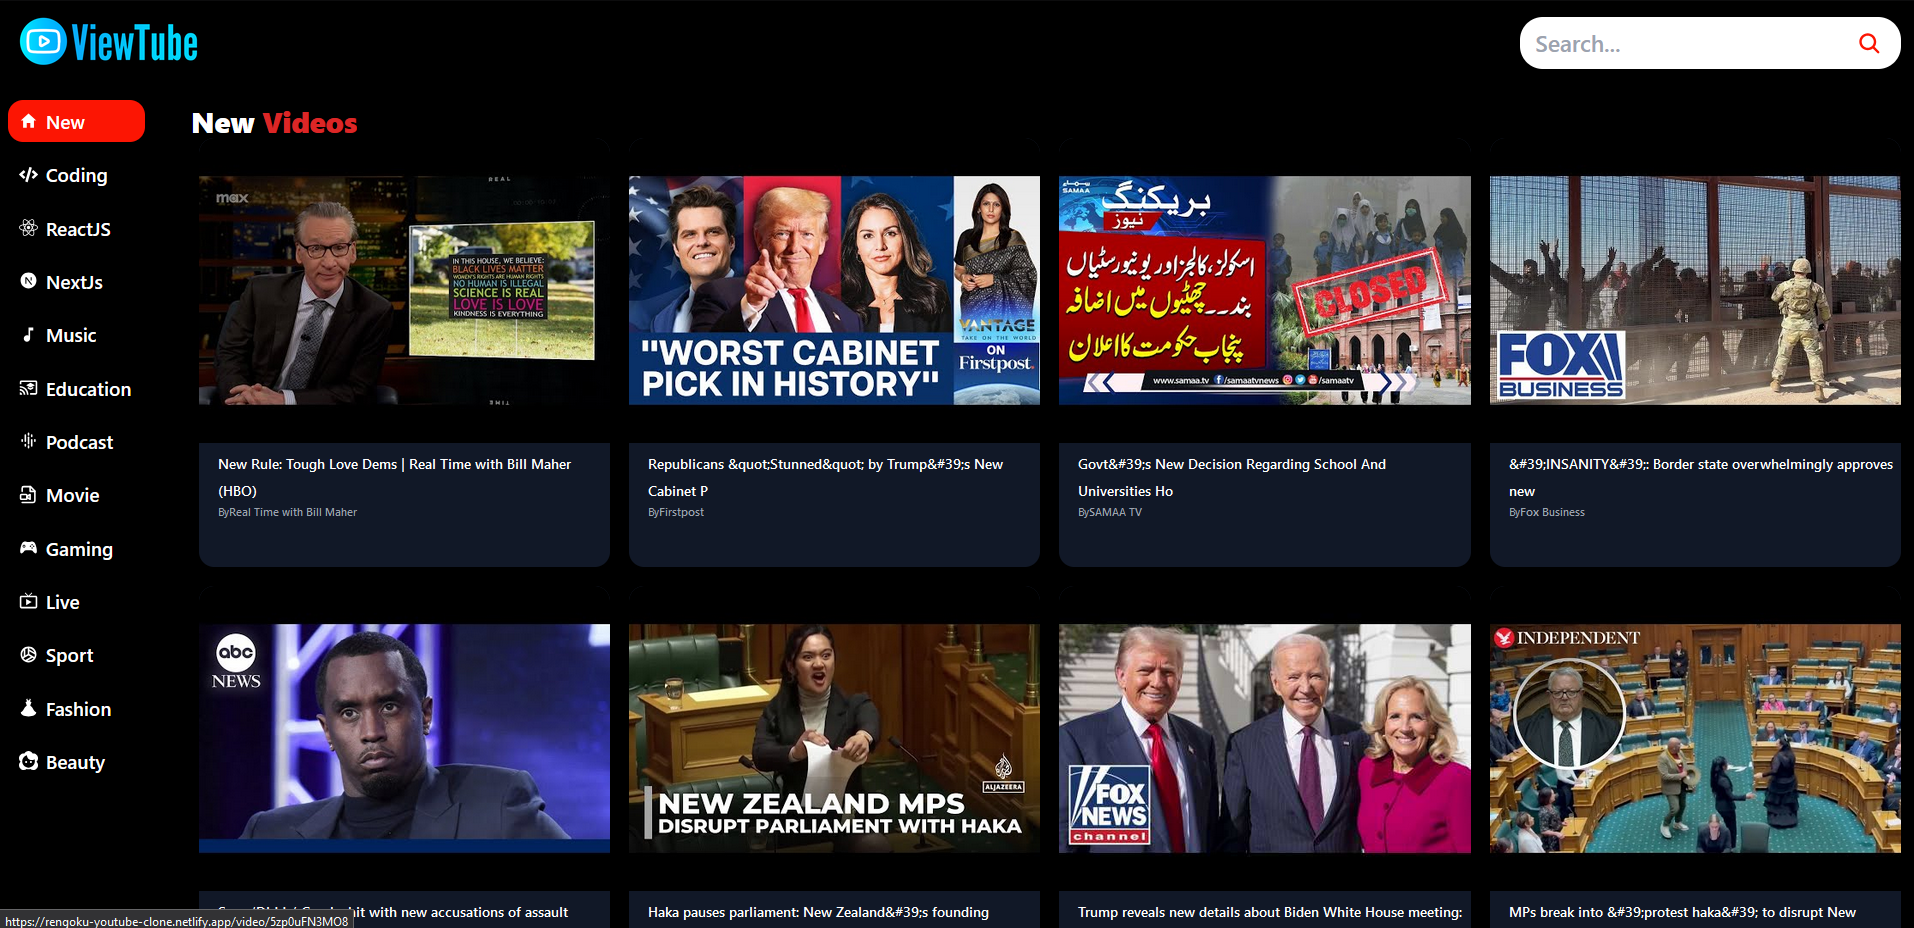 ViewTube
Search...
New
Coding
ReactJS
NextJs
Music
Education
Podcast
Movie
Gaming
Live
Sport
Fashion
Beauty
New Videos
max
REAL
IN THIS HOUSE, WE BELIEVE:
BLACK LIVES MATTER
WOMEN'S RIGHTS ARE HUMAN RIGHTS
NO HUMAN IS ILLEGAL
SCIENCE IS REAL
LOVE IS LOVE
KINDNESS IS EVERYTHING
TIME
New Rule: Tough Love Dems | Real Time with Bill Maher
(HBO)
ByReal Time with Bill Maher
"WORST CABINET
PICK IN HISTORY"
VANTAGE
TAKE ON THE WORLD
ON
Firstpost.
Republicans &quot;Stunned&quot; by Trump&#39;s New
Cabinet P
ByFirstpost
SAMAA
بریکنگ
نیوز
اسکولز، کالجز اور یونیورسٹیاں
بند۔۔چھٹیوں میں اضافہ
پنجاب حکومت کا اعلان
CLOSED
www.samaa.tv /samaatvnews /samaatv
Govt&#39;s New Decision Regarding School And
Universities Ho
BySAMAA TV
FOX
BUSINESS
&#39;INSANITY&#39;: Border state overwhelmingly approves
new
ByFox Business
abc
NEWS
hit with new accusations of assault
ALJAZEERA
NEW ZEALAND MPS
DISRUPT PARLIAMENT WITH HAKA
Haka pauses parliament: New Zealand&#39;s founding
FOX
NEWS
channel
Trump reveals new details about Biden White House meeting:
INDEPENDENT
MPs break into &#39;protest haka&#39; to disrupt New
https://rengoku-youtube-clone.netlify.app/video/5zp0uFN3MO8